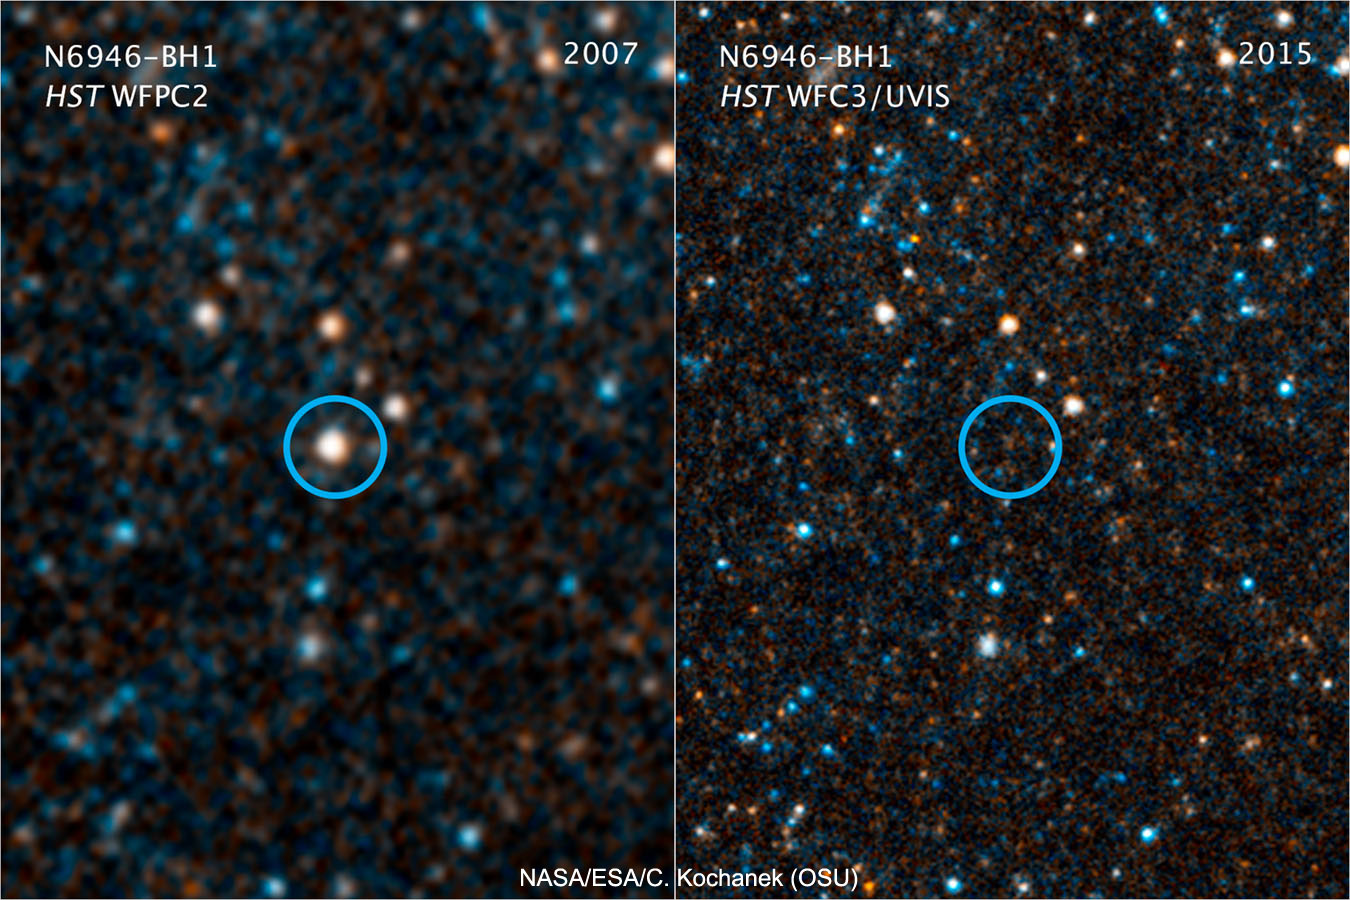 N6946-BH1
HST WFPC2
2007
N6946-BH1
HST WFC3/UVIS
2015
NASA/ESA/C. Kochanek (OSU)